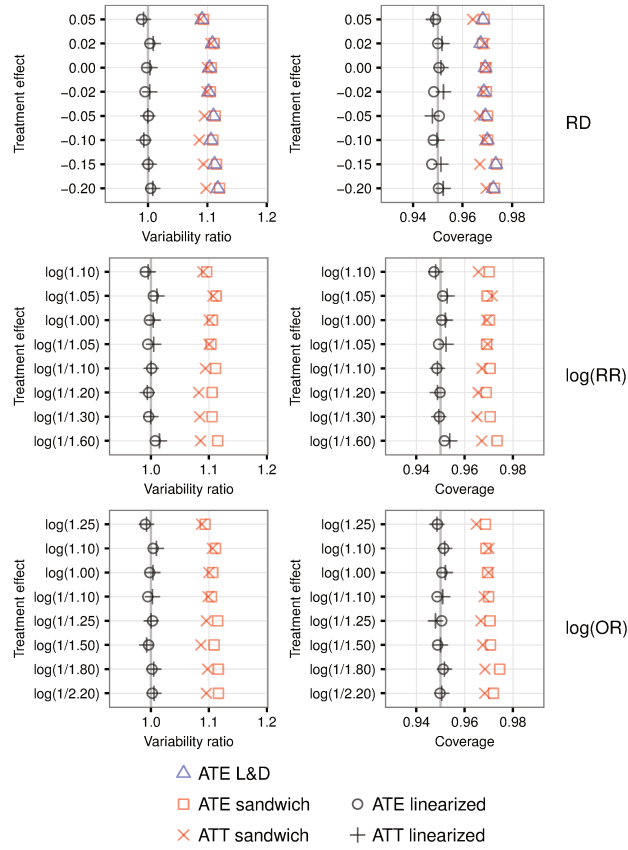 Treatment effect
0.05
0.02
0.00
−0.02
−0.05
−0.10
−0.15
−0.20
1.0 1.1 1.2
Variability ratio
Treatment effect
0.05
0.02
0.00
−0.02
−0.05
−0.10
−0.15
−0.20
0.94 0.96 0.98
Coverage
RD
Treatment effect
log(1.10)
log(1.05)
log(1.00)
log(1/1.05)
log(1/1.10)
log(1/1.20)
log(1/1.30)
log(1/1.60)
1.0 1.1 1.2
Variability ratio
Treatment effect
log(1.10)
log(1.05)
log(1.00)
log(1/1.05)
log(1/1.10)
log(1/1.20)
log(1/1.30)
log(1/1.60)
0.94 0.96 0.98
Coverage
log(RR)
Treatment effect
log(1.25)
log(1.10)
log(1.00)
log(1/1.10)
log(1/1.25)
log(1/1.50)
log(1/1.80)
log(1/2.20)
1.0 1.1 1.2
Variability ratio
Treatment effect
log(1.25)
log(1.10)
log(1.00)
log(1/1.10)
log(1/1.25)
log(1/1.50)
log(1/1.80)
log(1/2.20)
0.94 0.96 0.98
Coverage
log(OR)
ATE L&D
ATE sandwich ATE linearized
ATT sandwich ATT linearized